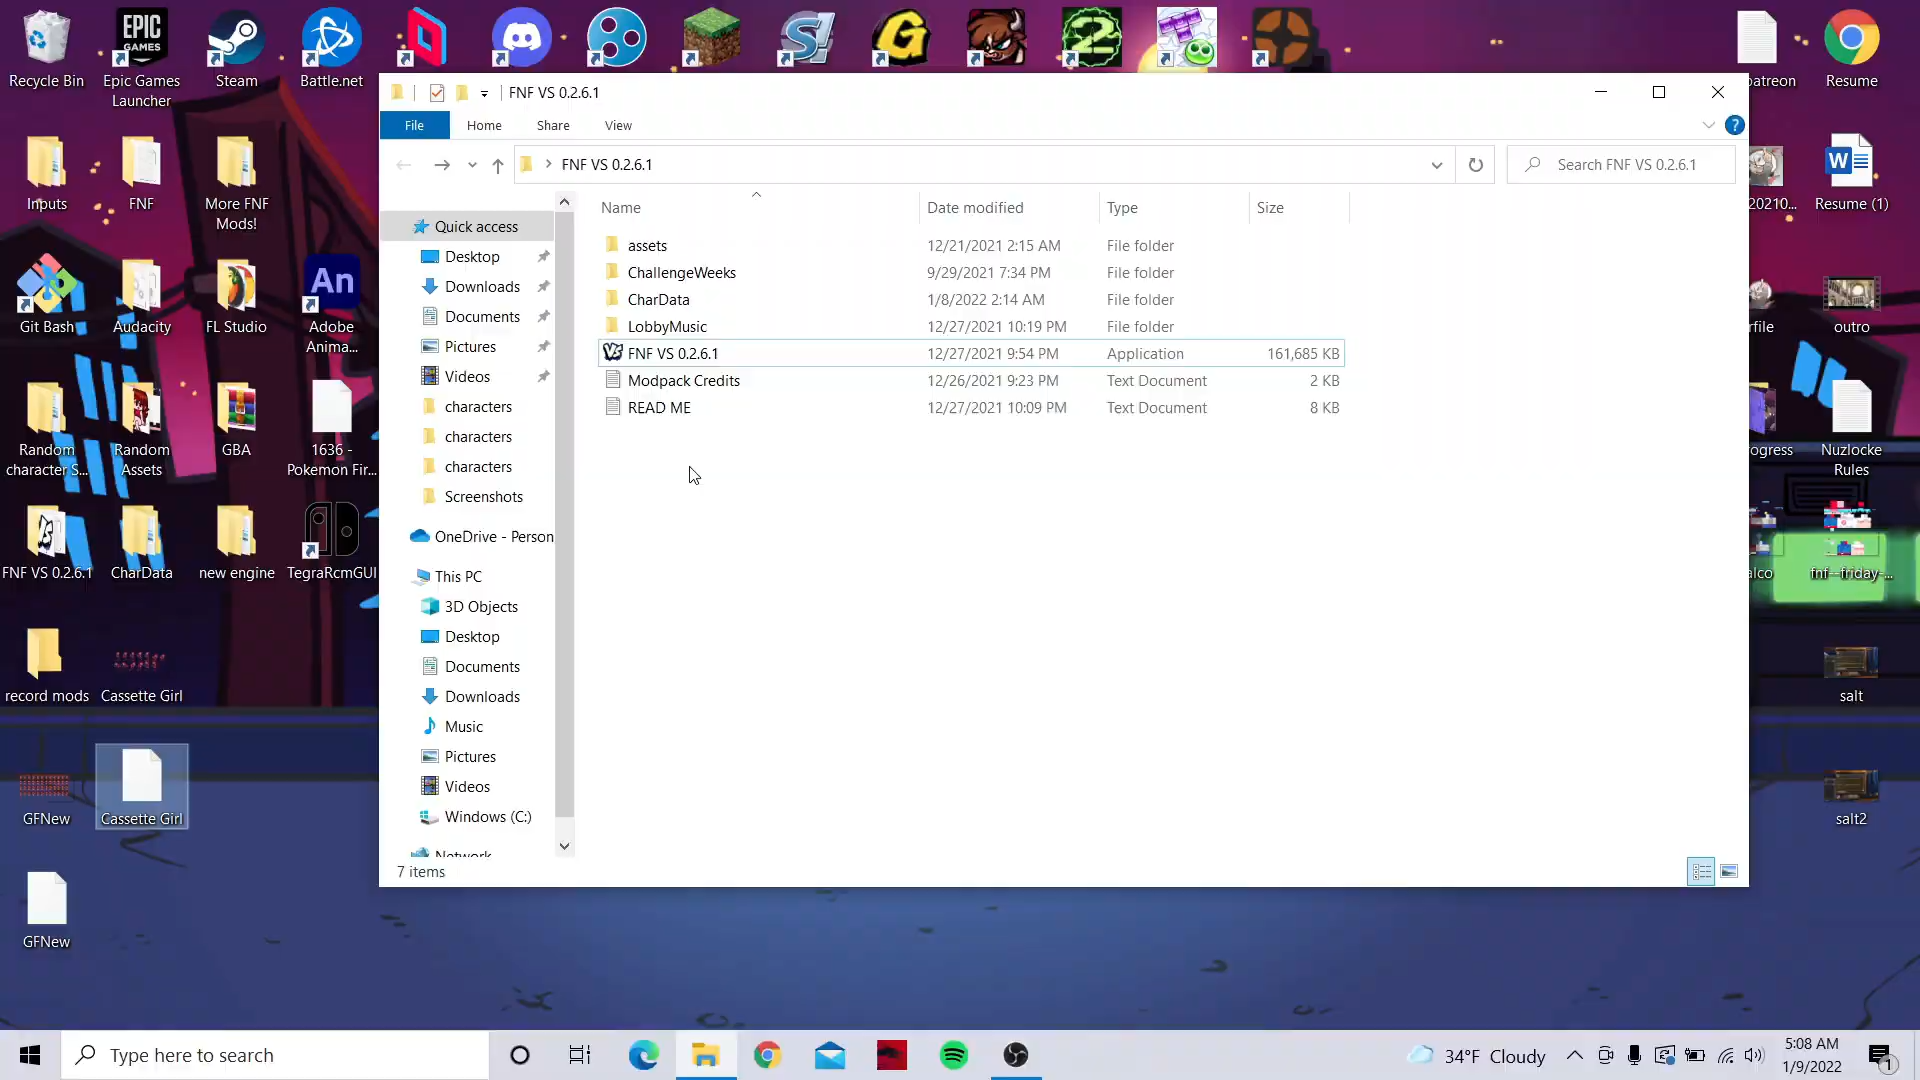 Recycle Bin
EPIC GAMES
Epic Games Launcher
Steam
Battle.net
patreon
Resume
FNF VS 0.2.6.1
File
Home
Share
View
?
FNF VS 0.2.6.1
Search FNF VS 0.2.6.1
Inputs
FNF
More FNF Mods!
20210...
W
Resume (1)
Name
Date modified
Type
Size
Quick access
Desktop
Downloads
Documents
Pictures
Videos
characters
characters
characters
Screenshots
OneDrive - Person
This PC
3D Objects
Desktop
Documents
Downloads
Music
Pictures
Videos
Windows (C:)
Network
assets 12/21/2021 2:15 AM File folder
ChallengeWeeks 9/29/2021 7:34 PM File folder
CharData 1/8/2022 2:14 AM File folder
LobbyMusic 12/27/2021 10:19 PM File folder
FNF VS 0.2.6.1 12/27/2021 9:54 PM Application 161,685 KB
Modpack Credits 12/26/2021 9:23 PM Text Document 2 KB
READ ME 12/27/2021 10:09 PM Text Document 8 KB
7 items
Git Bash
Audacity
FL Studio
An
Adobe Anima...
rfile
outro
Random character S...
Random Assets
GBA
1636 - Pokemon Fir...
ogress
Nuzlocke Rules
FNF VS 0.2.6.1
CharData
new engine
TegraRcmGUI
alco
fnf--friday-...
record mods
Cassette Girl
salt
GFNew
Cassette Girl
salt2
GFNew
Type here to search
34°F Cloudy
5:08 AM
1/9/2022
1